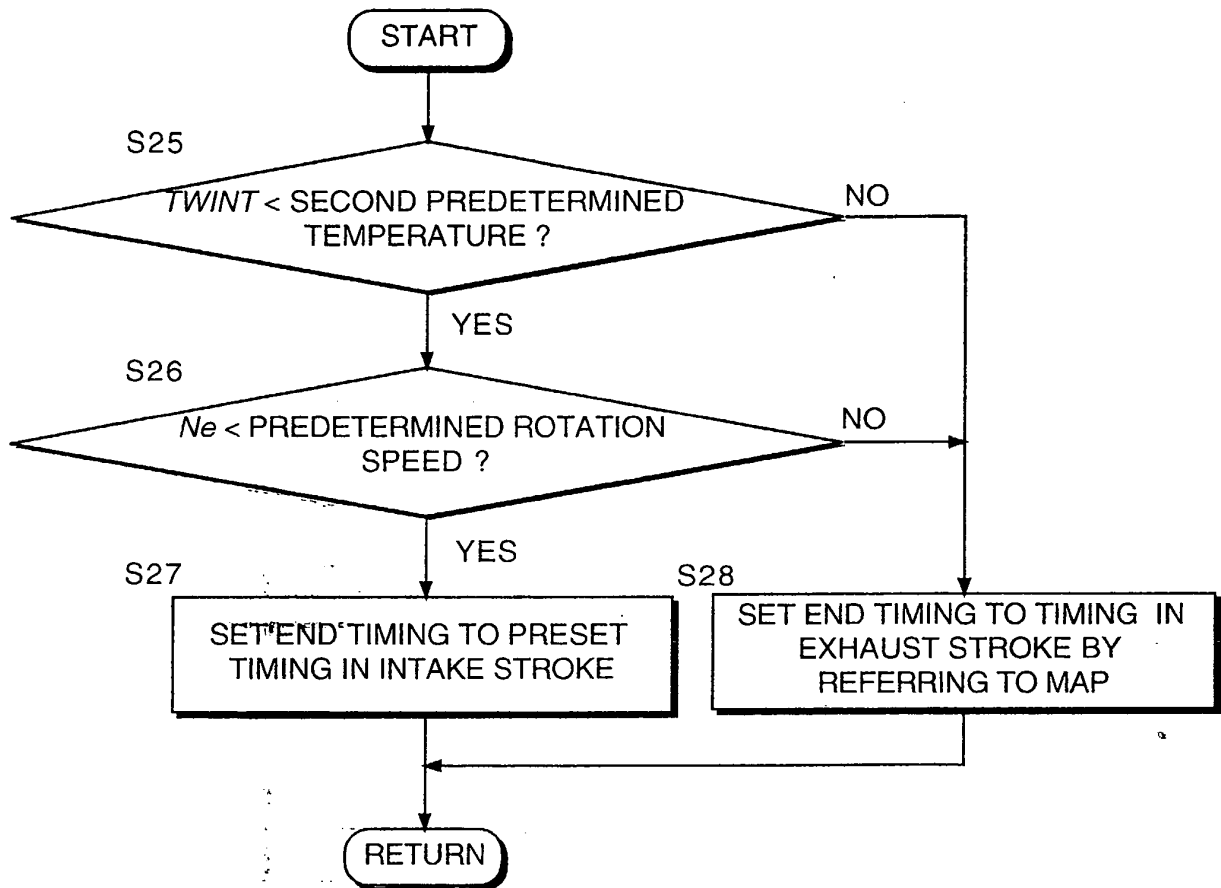 START
S25
TWINT < SECOND PREDETERMINED
TEMPERATURE ?
NO
YES
S26
Ne < PREDETERMINED ROTATION
SPEED ?
NO
YES
S27
SET END TIMING TO PRESET
TIMING IN INTAKE STROKE
S28
SET END TIMING TO TIMING IN
EXHAUST STROKE BY
REFERRING TO MAP
RETURN